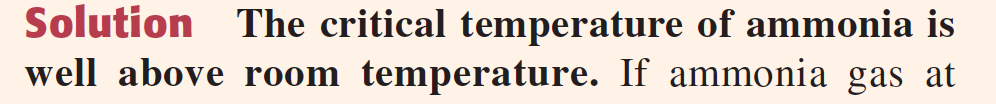 Solution The critical temperature of ammonia is
well above room temperature. If ammonia gas at